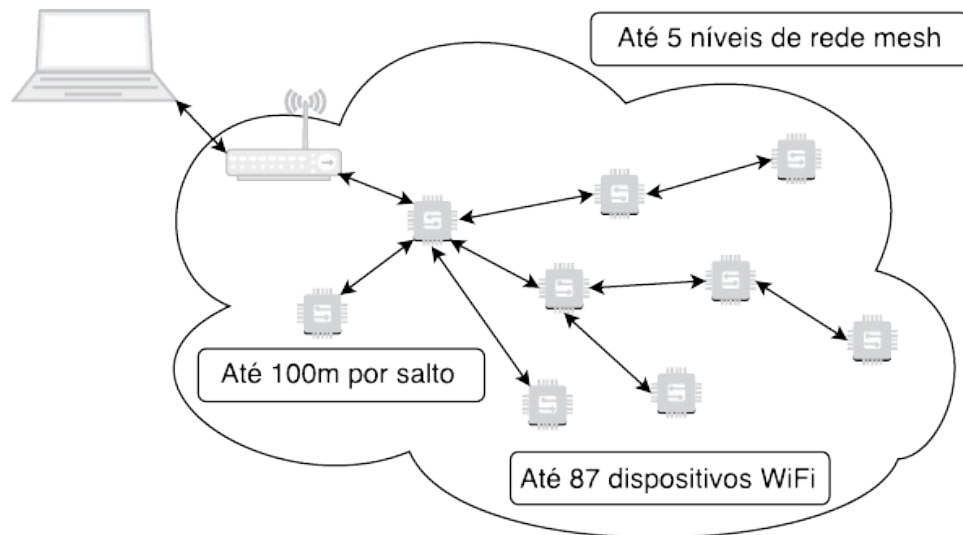 Até 5 níveis de rede mesh
Até 100m por salto
Até 87 dispositivos WiFi